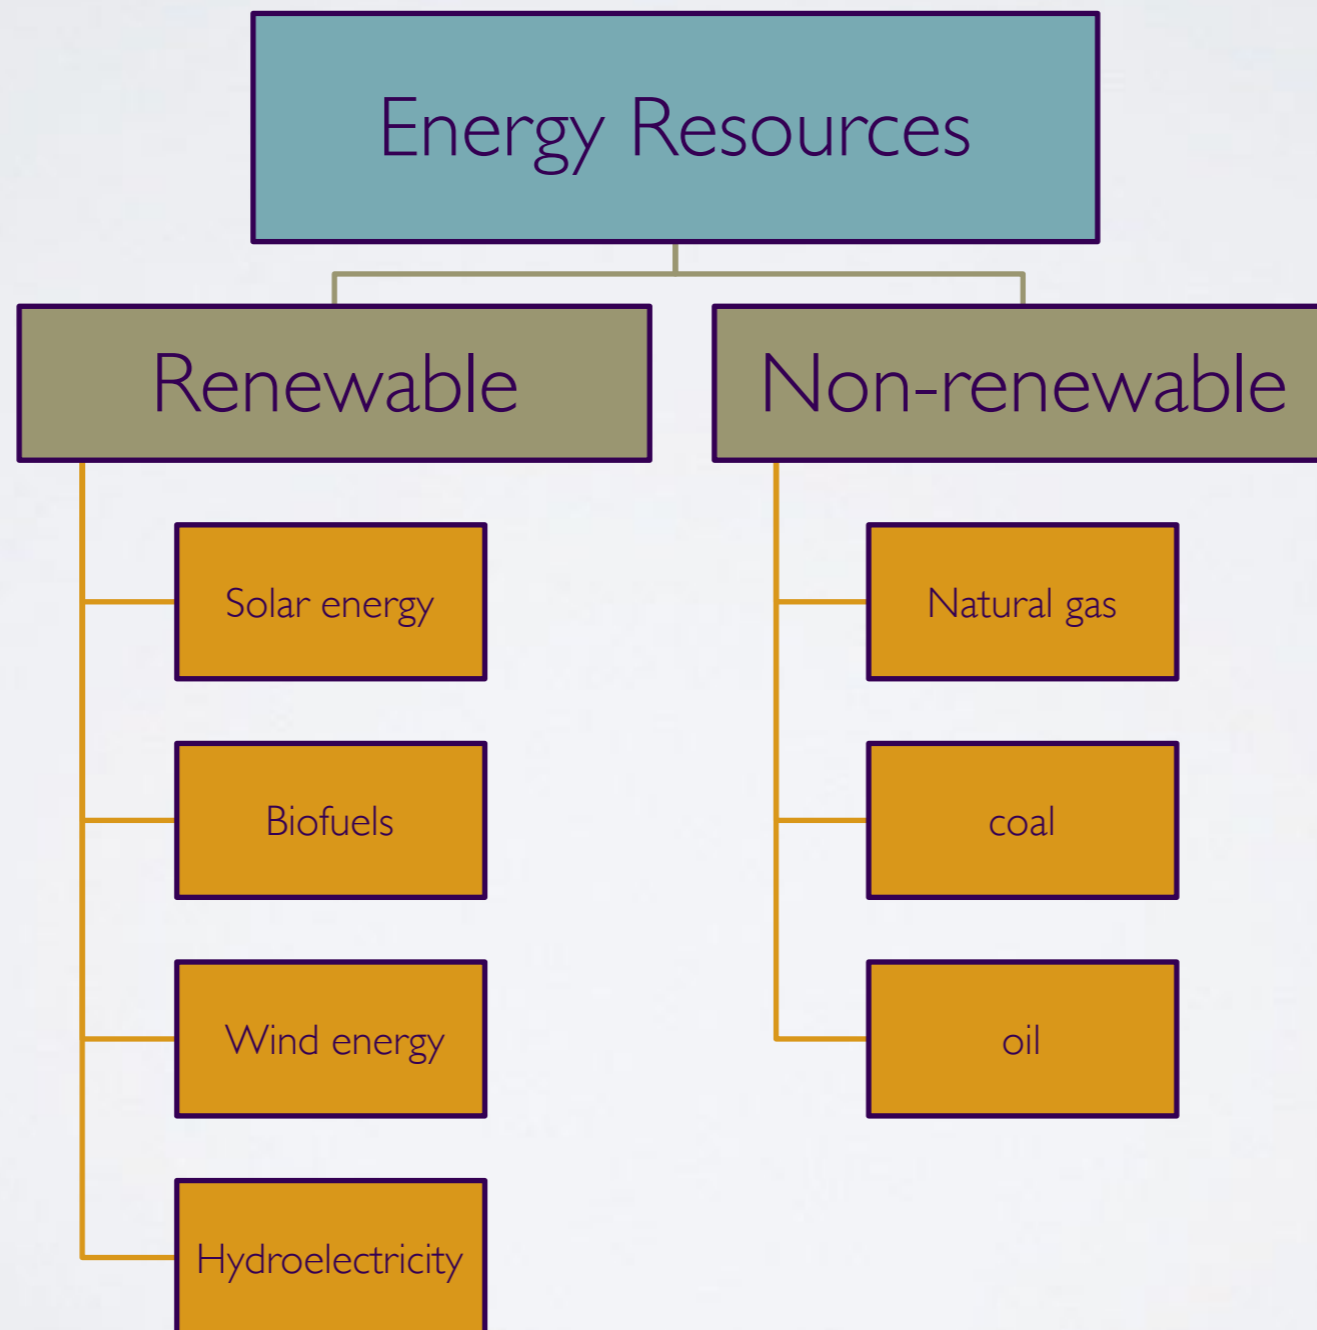 Energy Resources
Renewable
Non-renewable
Solar energy
Biofuels
Wind energy
Hydroelectricity
Natural gas
coal
oil